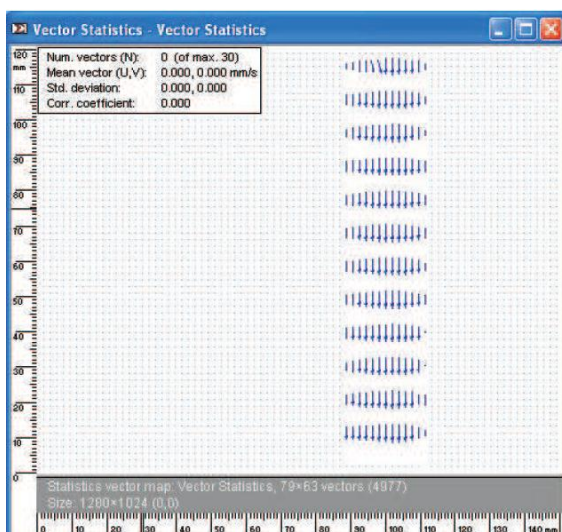 Vector Statistics - Vector Statistics
Num. vectors (N): 0 (of max. 30)
Mean vector (U,V): 0.000, 0.000 mm/s
Std. deviation: 0.000, 0.000
Corr. coefficient: 0.000
120
mm
110
100
90
80
70
60
50
40
30
20
10
0
Statistics vector map: Vector Statistics, 79×63 vectors (4977)
Size: 1280×1024 (0,0)
0 10 20 30 40 50 60 70 80 90 100 110 120 130 140 mm